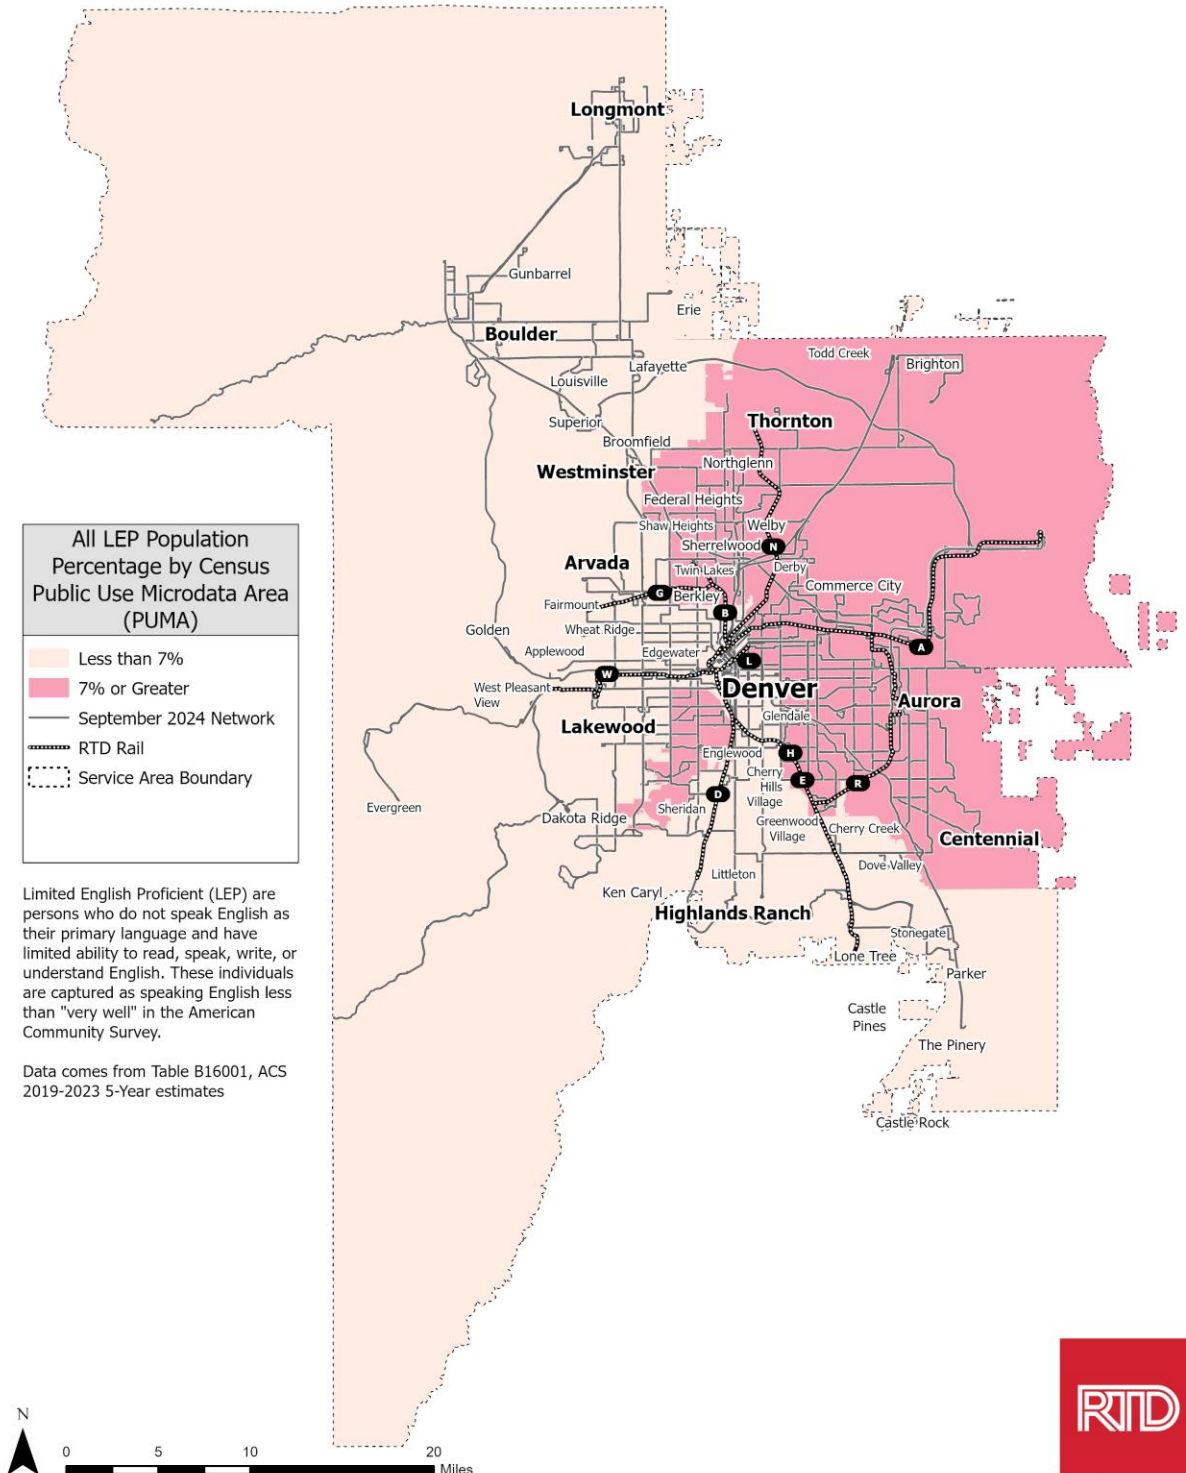 Longmont
Gunbarrel
Erie
Boulder
Todd Creek
Brighton
Lafayette
Louisville
Superior
Thornton
Broomfield
Westminster
Northglenn
Federal Heights
Shaw Heights
Welby
Sherrelwood
N
Arvada
Twin Lakes
Derby
Commerce City
G
Berkley
Fairmount
B
Golden
Wheat Ridge
Applewood
Edgewater
A
L
W
West Pleasant
View
Denver
Aurora
Lakewood
Glendale
Englewood
H
Cherry
Hills
Village
E
R
D
Evergreen
Sheridan
Dakota Ridge
Greenwood
Village
Cherry Creek
Centennial
Dove Valley
Littleton
Ken Caryl
Highlands Ranch
Stonegate
Lone Tree
Parker
Castle
Pines
The Pinery
Castle Rock
All LEP Population
Percentage by Census
Public Use Microdata Area
(PUMA)
Less than 7%
7% or Greater
September 2024 Network
RTD Rail
Service Area Boundary
Limited English Proficient (LEP) are
persons who do not speak English as
their primary language and have
limited ability to read, speak, write, or
understand English. These individuals
are captured as speaking English less
than "very well" in the American
Community Survey.
Data comes from Table B16001, ACS
2019-2023 5-Year estimates
N
0 5 10 20
Miles
RTD